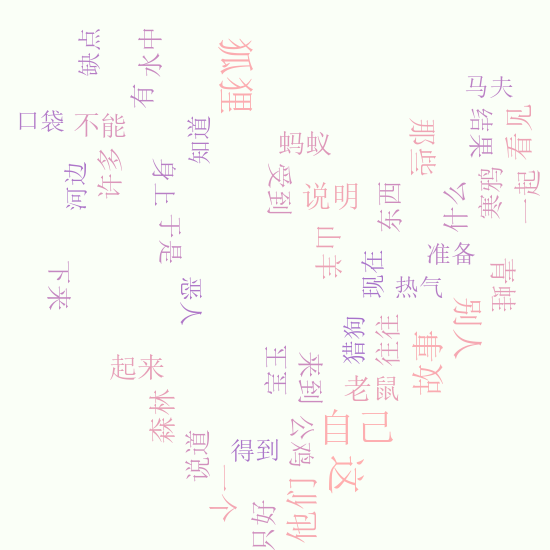 缺点
水中
狐狸
马夫
有
口袋
不能
知道
蚂蚁
那些
结果
看见
河边
许多
身上
受到
说明
东西
什么
寒鸦
一起
于是
山羊
现在
准备
热气
青蛙
下来
恶人
别人
猎狗
往往
事故
起来
宝宝
来到
老鼠
森林
自己
说道
得到
公鸡
这
一个
只好
他们